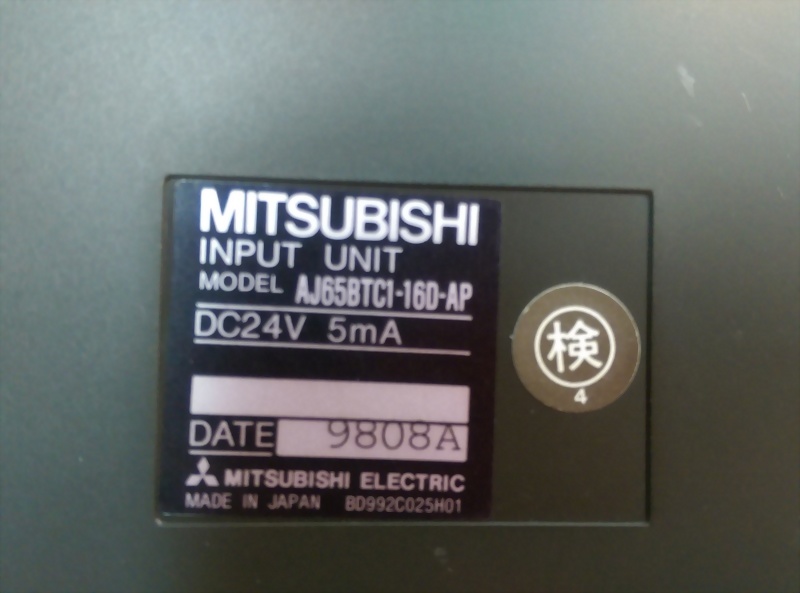 MITSUBISHI
INPUT UNIT
MODEL AJ65BTC1-16D-AP
DC24V 5mA
DATE 9808A
MITSUBISHI ELECTRIC
MADE IN JAPAN BD992C025H01
検
4